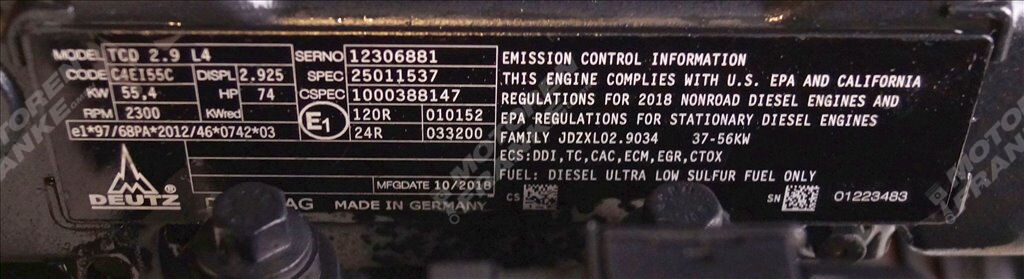 MODEL TCD 2.9 L4
CODE C4E155C DISPL 2.925
KW 55,4 HP 74
RPM 2300 KWred
e1*97/68PA*2012/46*0742*03
DEUTZ
SERNO 12306881
SPEC 25011537
CSPEC 1000388147
E1 120R 010152
24R 033200
MFGDATE 10/2018
AG MADE IN GERMANY
EMISSION CONTROL INFORMATION
THIS ENGINE COMPLIES WITH U.S. EPA AND CALIFORNIA
REGULATIONS FOR 2018 NONROAD DIESEL ENGINES AND
EPA REGULATIONS FOR STATIONARY DIESEL ENGINES
FAMILY JDZXL02.9034 37-56KW
ECS:DDI,TC,CAC,ECM,EGR,CTOX
FUEL: DIESEL ULTRA LOW SULFUR FUEL ONLY
CS SN 01223483